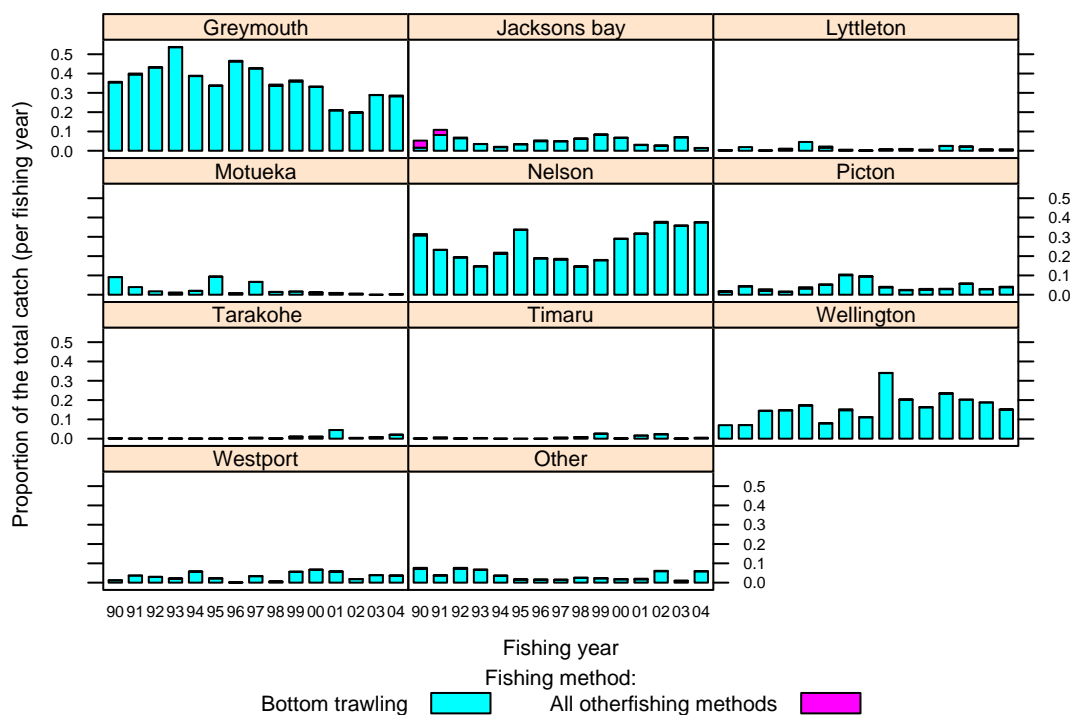 Greymouth Jacksons bay Lyttleton
0.5
0.4
0.3
0.2
0.1
0.0
Motueka Nelson Picton
0.5
0.4
0.3
0.2
0.1
0.0
Tarakohe Timaru Wellington
0.5
0.4
0.3
0.2
0.1
0.0
Westport Other
0.5
0.4
0.3
0.2
0.1
0.0
Proportion of the total catch (per fishing year)
90 91 92 93 94 95 96 97 98 99 00 01 02 03 04 90 91 92 93 94 95 96 97 98 99 00 01 02 03 04
Fishing year
Fishing method:
Bottom trawling All otherfishing methods